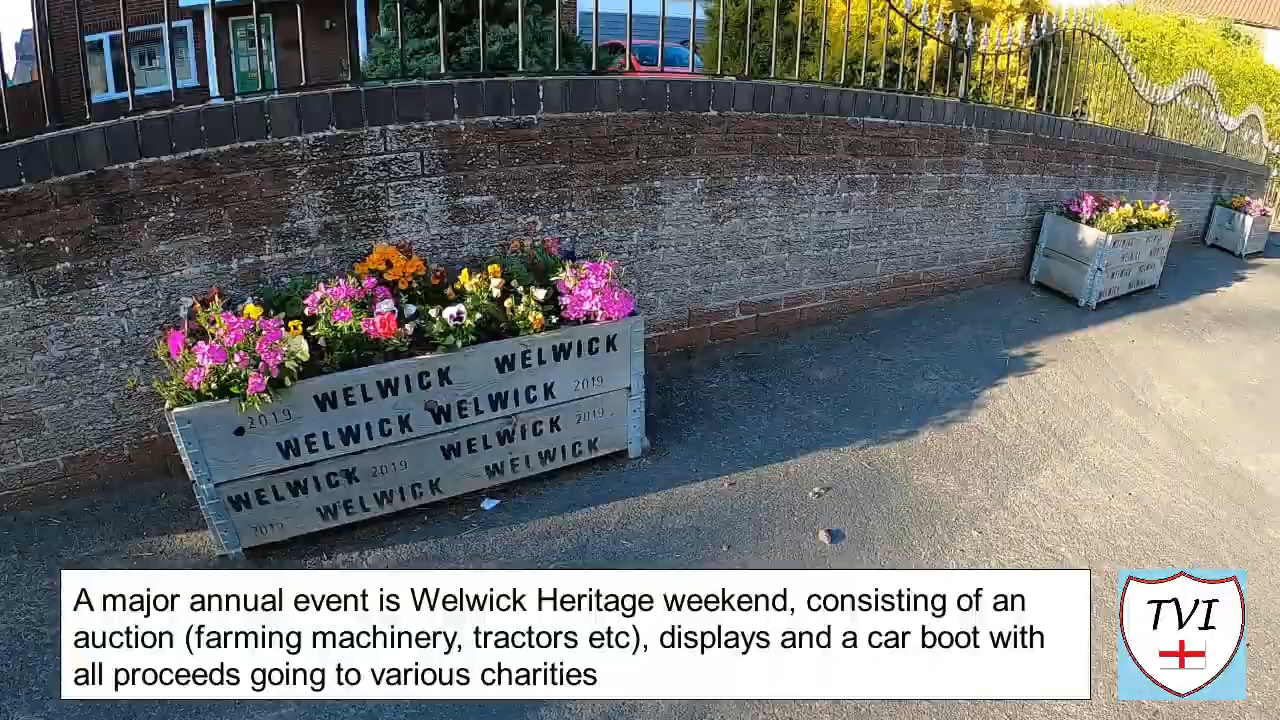 WELWICK
2019 WELWICK
WELWICK WELWICK 2019
WELWICK 2019 WELWICK 2019
2019 WELWICK WELWICK
A major annual event is Welwick Heritage weekend, consisting of an
auction (farming machinery, tractors etc), displays and a car boot with
all proceeds going to various charities
TVI